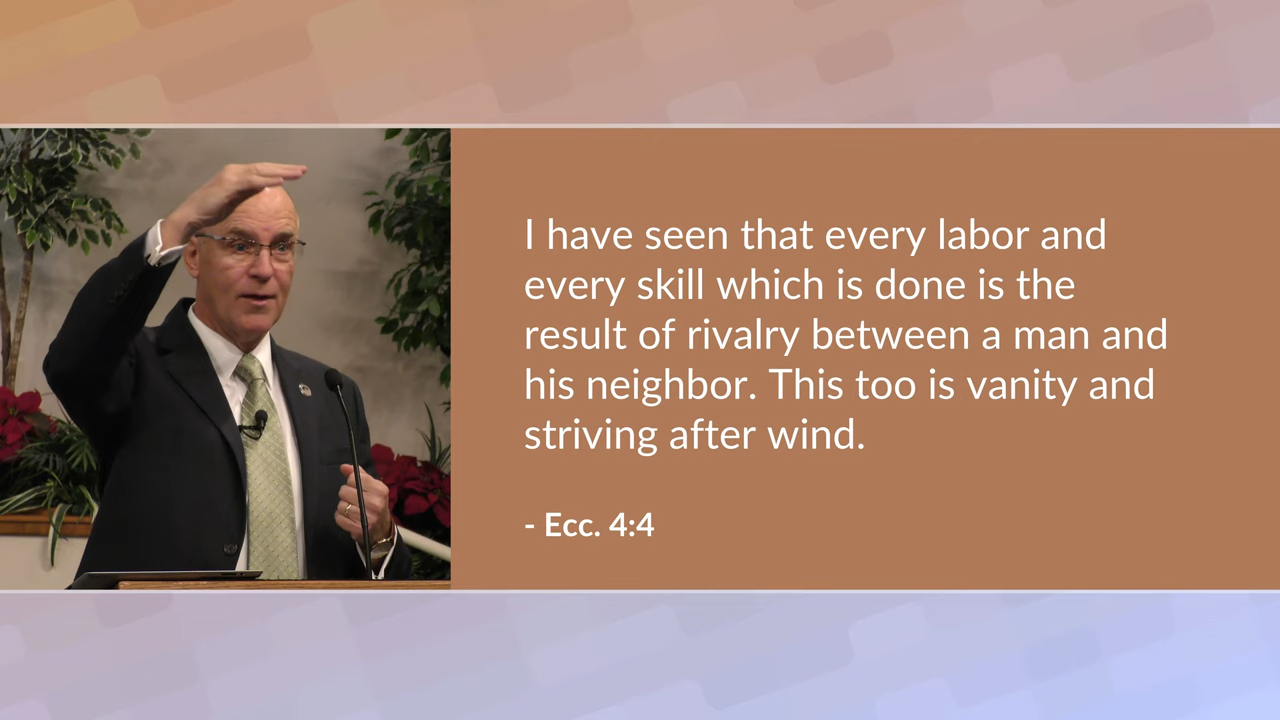 I have seen that every labor and
every skill which is done is the
result of rivalry between a man and
his neighbor. This too is vanity and
striving after wind.
- Ecc. 4:4